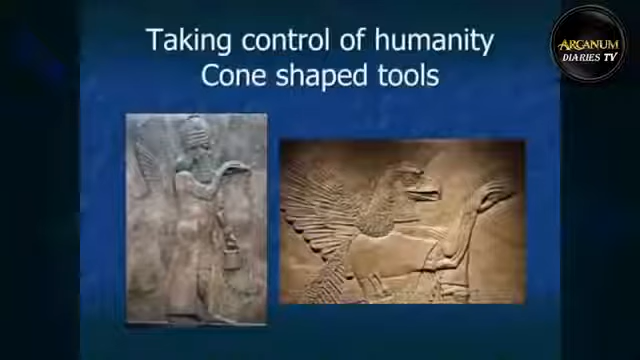 Taking control of humanity
Cone shaped tools
ARCANUM
DIARIES TV